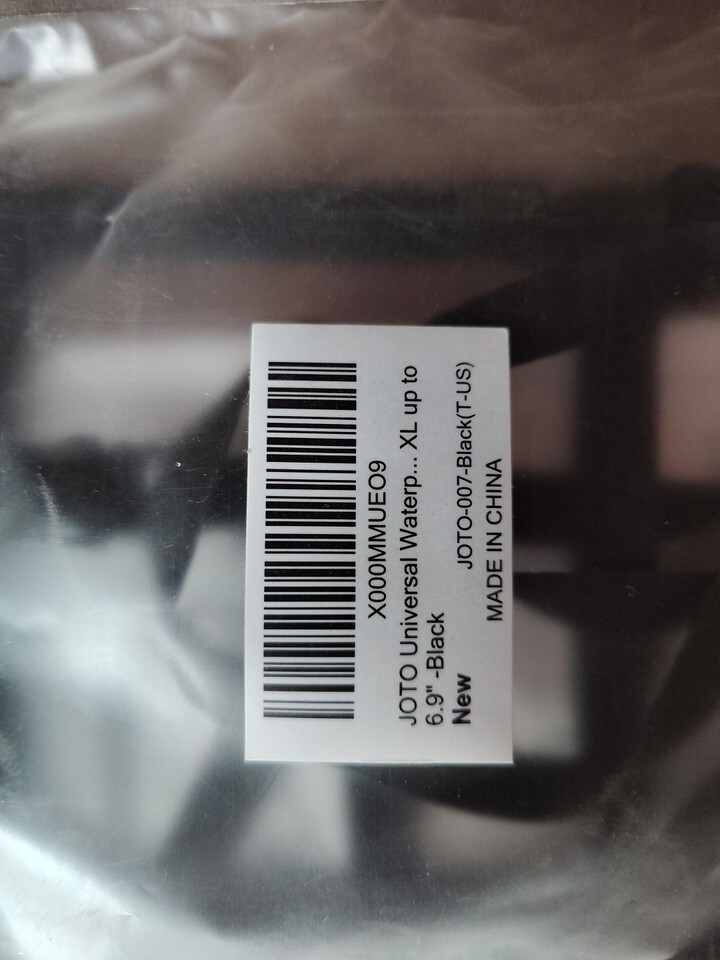 X000MMUEO9
JOTO Universal Waterp... XL up to
6.9" -Black
New
JOTO-007-Black(T-US)
MADE IN CHINA